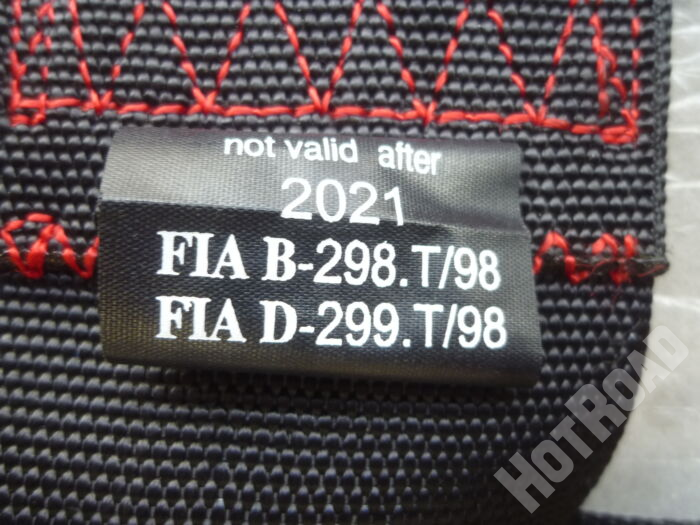 not valid after
2021
FIA B-298.T/98
FIA D-299.T/98
HOTROAD